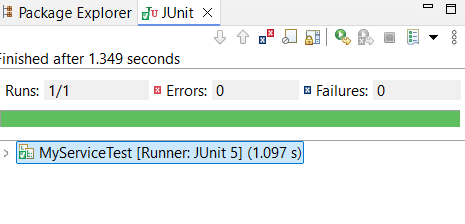 Package Explorer JUnit
Finished after 1.349 seconds
Runs: 1/1 Errors: 0 Failures: 0
MyServiceTest [Runner: JUnit 5] (1.097 s)